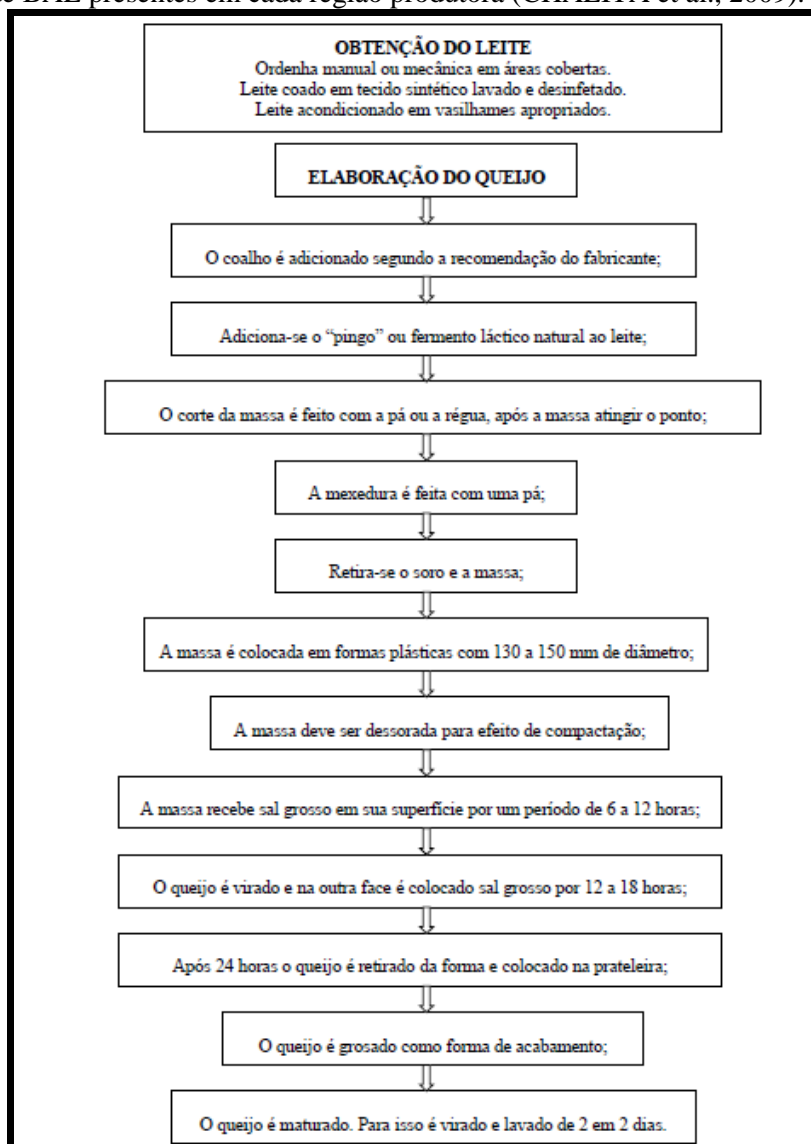 presentes em cada região produtora
OBTENÇÃO DO LEITE
Ordenha manual ou mecânica em áreas cobertas.
Leite coado em tecido sintético lavado e desinfetado.
Leite acondicionado em vasilhames apropriados.
ELABORAÇÃO DO QUEIJO
O coalho é adicionado segundo a recomendação do fabricante;
Adiciona-se o “pingo” ou fermento láctico natural ao leite;
O corte da massa é feito com a pá ou a régua, após a massa atingir o ponto;
A mexedura é feita com uma pá;
Retira-se o soro e a massa;
A massa é colocada em formas plásticas com 130 a 150 mm de diâmetro;
A massa deve ser dessorada para efeito de compactação;
A massa recebe sal grosso em sua superfície por um período de 6 a 12 horas;
O queijo é virado e na outra face é colocado sal grosso por 12 a 18 horas;
Após 24 horas o queijo é retirado da forma e colocado na prateleira;
O queijo é grosado como forma de acabamento;
O queijo é maturado. Para isso é virado e lavado de 2 em 2 dias.